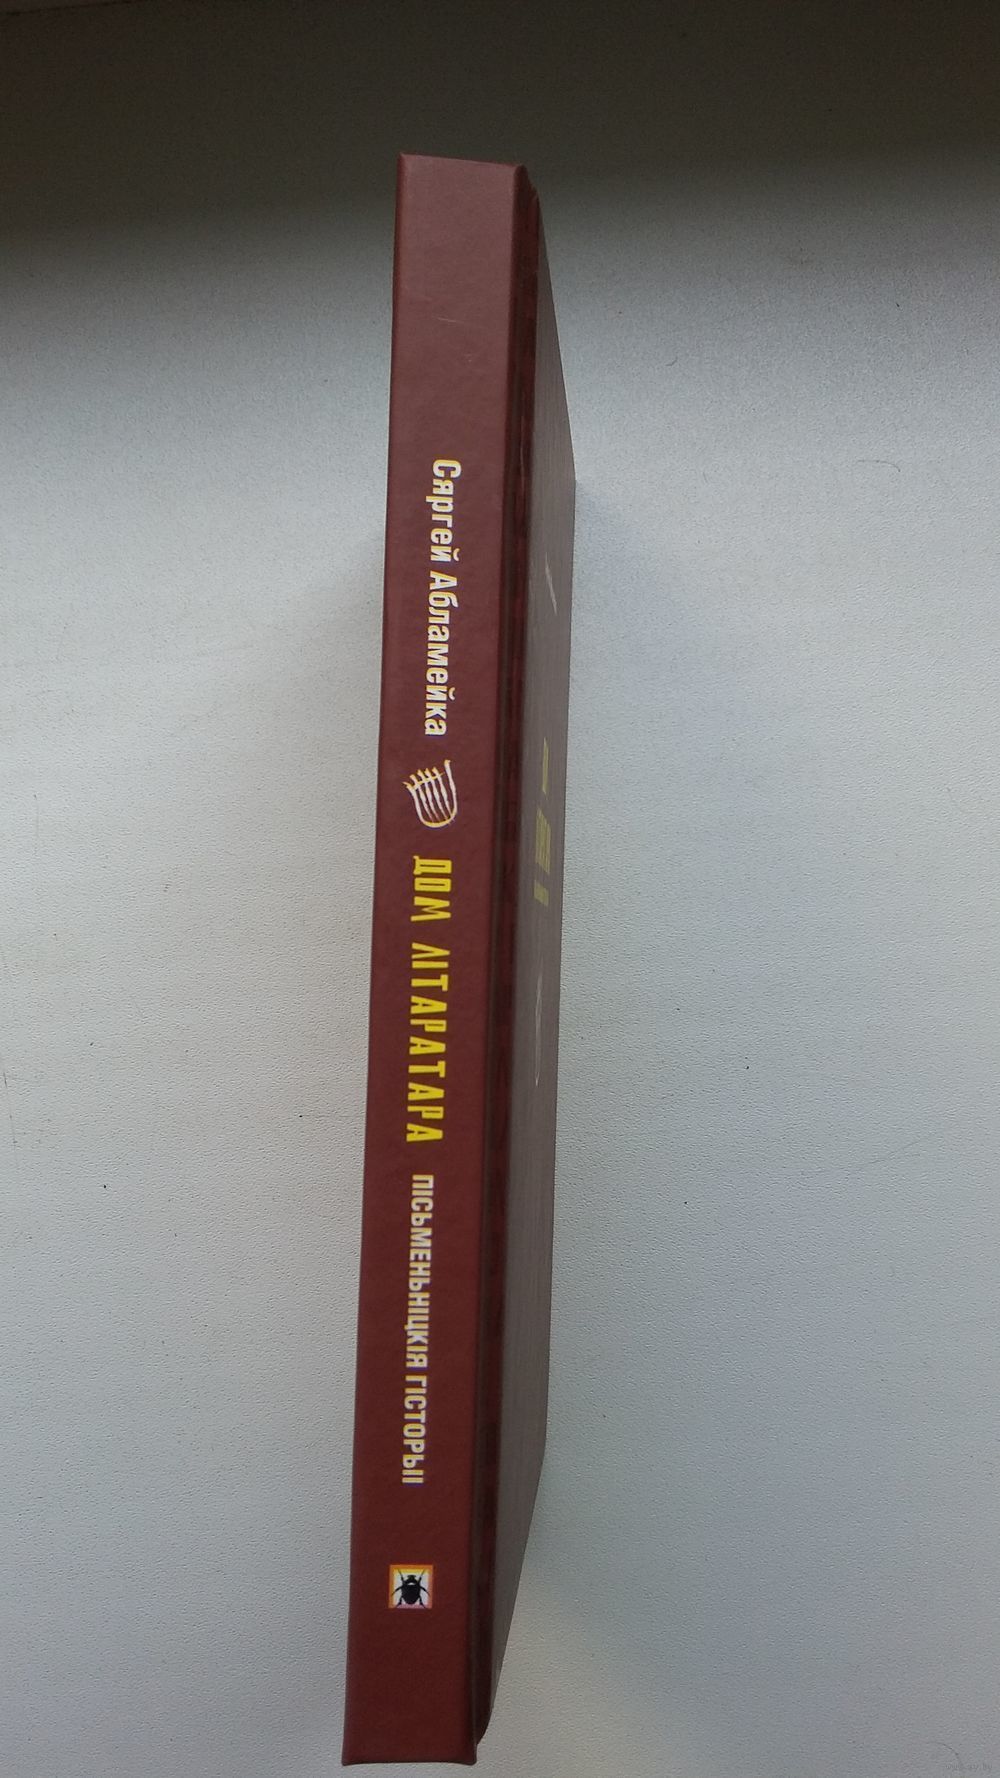 Сяргей Абламейка
ДОМ ЛІТАРАТАРА
ПІСЬМЕНЬНІЦКІЯ ГІСТОРЫІ